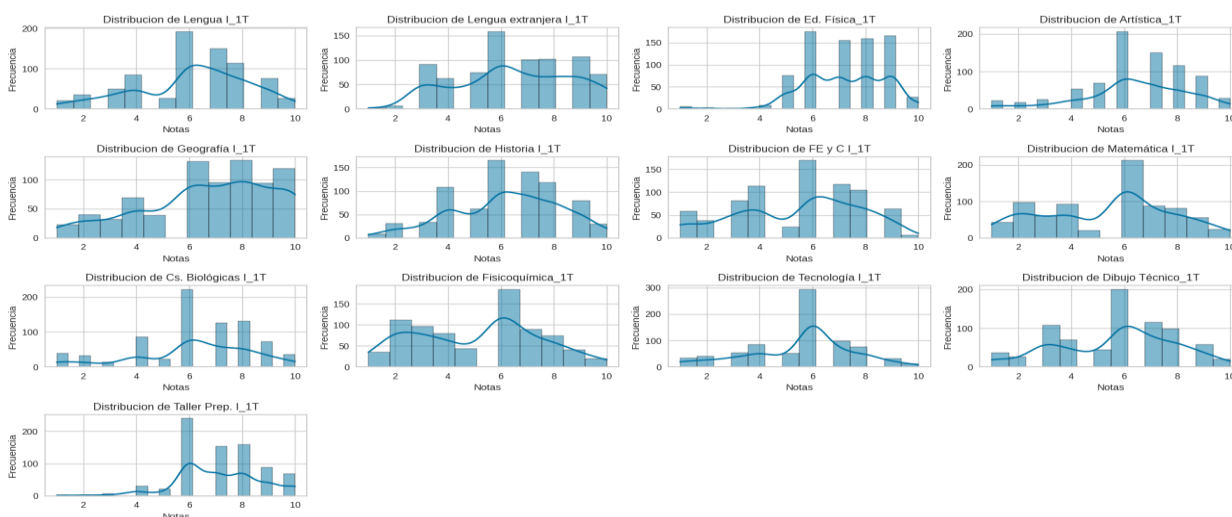 Distribucion de Lengua I_1T
Distribucion de Lengua extranjera I_1T
Distribucion de Ed. Física_1T
Distribucion de Artística_1T
Frecuencia
200
100
0
2 4 6 8 10
Notas
Frecuencia
150
100
50
0
2 4 6 8 10
Notas
Frecuencia
150
100
50
0
2 4 6 8 10
Notas
Frecuencia
200
100
0
2 4 6 8 10
Notas
Distribucion de Geografía I_1T
Distribucion de Historia I_1T
Distribucion de FE y C I_1T
Distribucion de Matemática I_1T
Frecuencia
100
50
0
2 4 6 8 10
Notas
Frecuencia
150
100
50
0
2 4 6 8 10
Notas
Frecuencia
150
100
50
0
2 4 6 8 10
Notas
Frecuencia
200
100
0
2 4 6 8 10
Notas
Distribucion de Cs. Biológicas I_1T
Distribucion de Fisicoquímica_1T
Distribucion de Tecnología I_1T
Distribucion de Dibujo Técnico_1T
Frecuencia
200
100
0
2 4 6 8 10
Notas
Frecuencia
150
100
50
0
2 4 6 8 10
Notas
Frecuencia
300
200
100
0
2 4 6 8 10
Notas
Frecuencia
200
100
0
2 4 6 8 10
Notas
Distribucion de Taller Prep. I_1T
Frecuencia
200
100
0
2 4 6 8 10
Notas